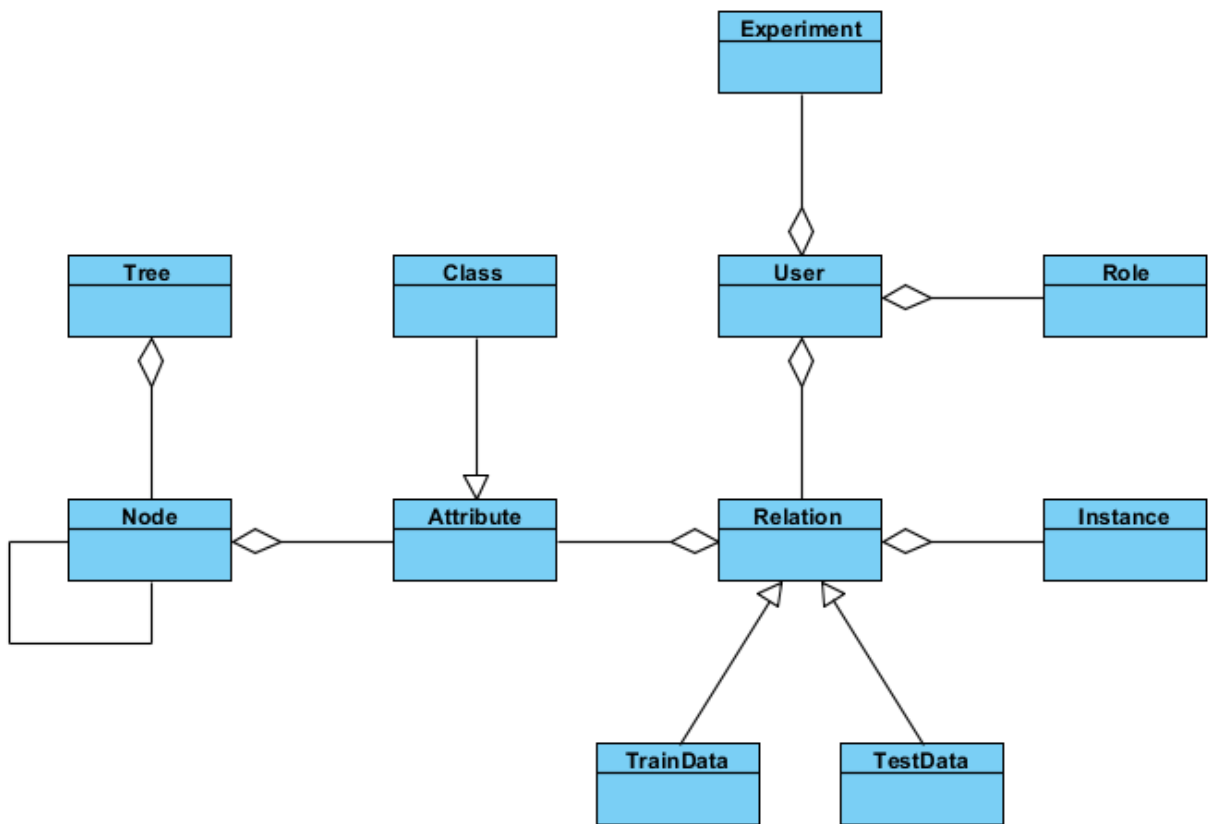 Experiment
Tree
Class
User
Role
Node
Attribute
Relation
Instance
TrainData
TestData